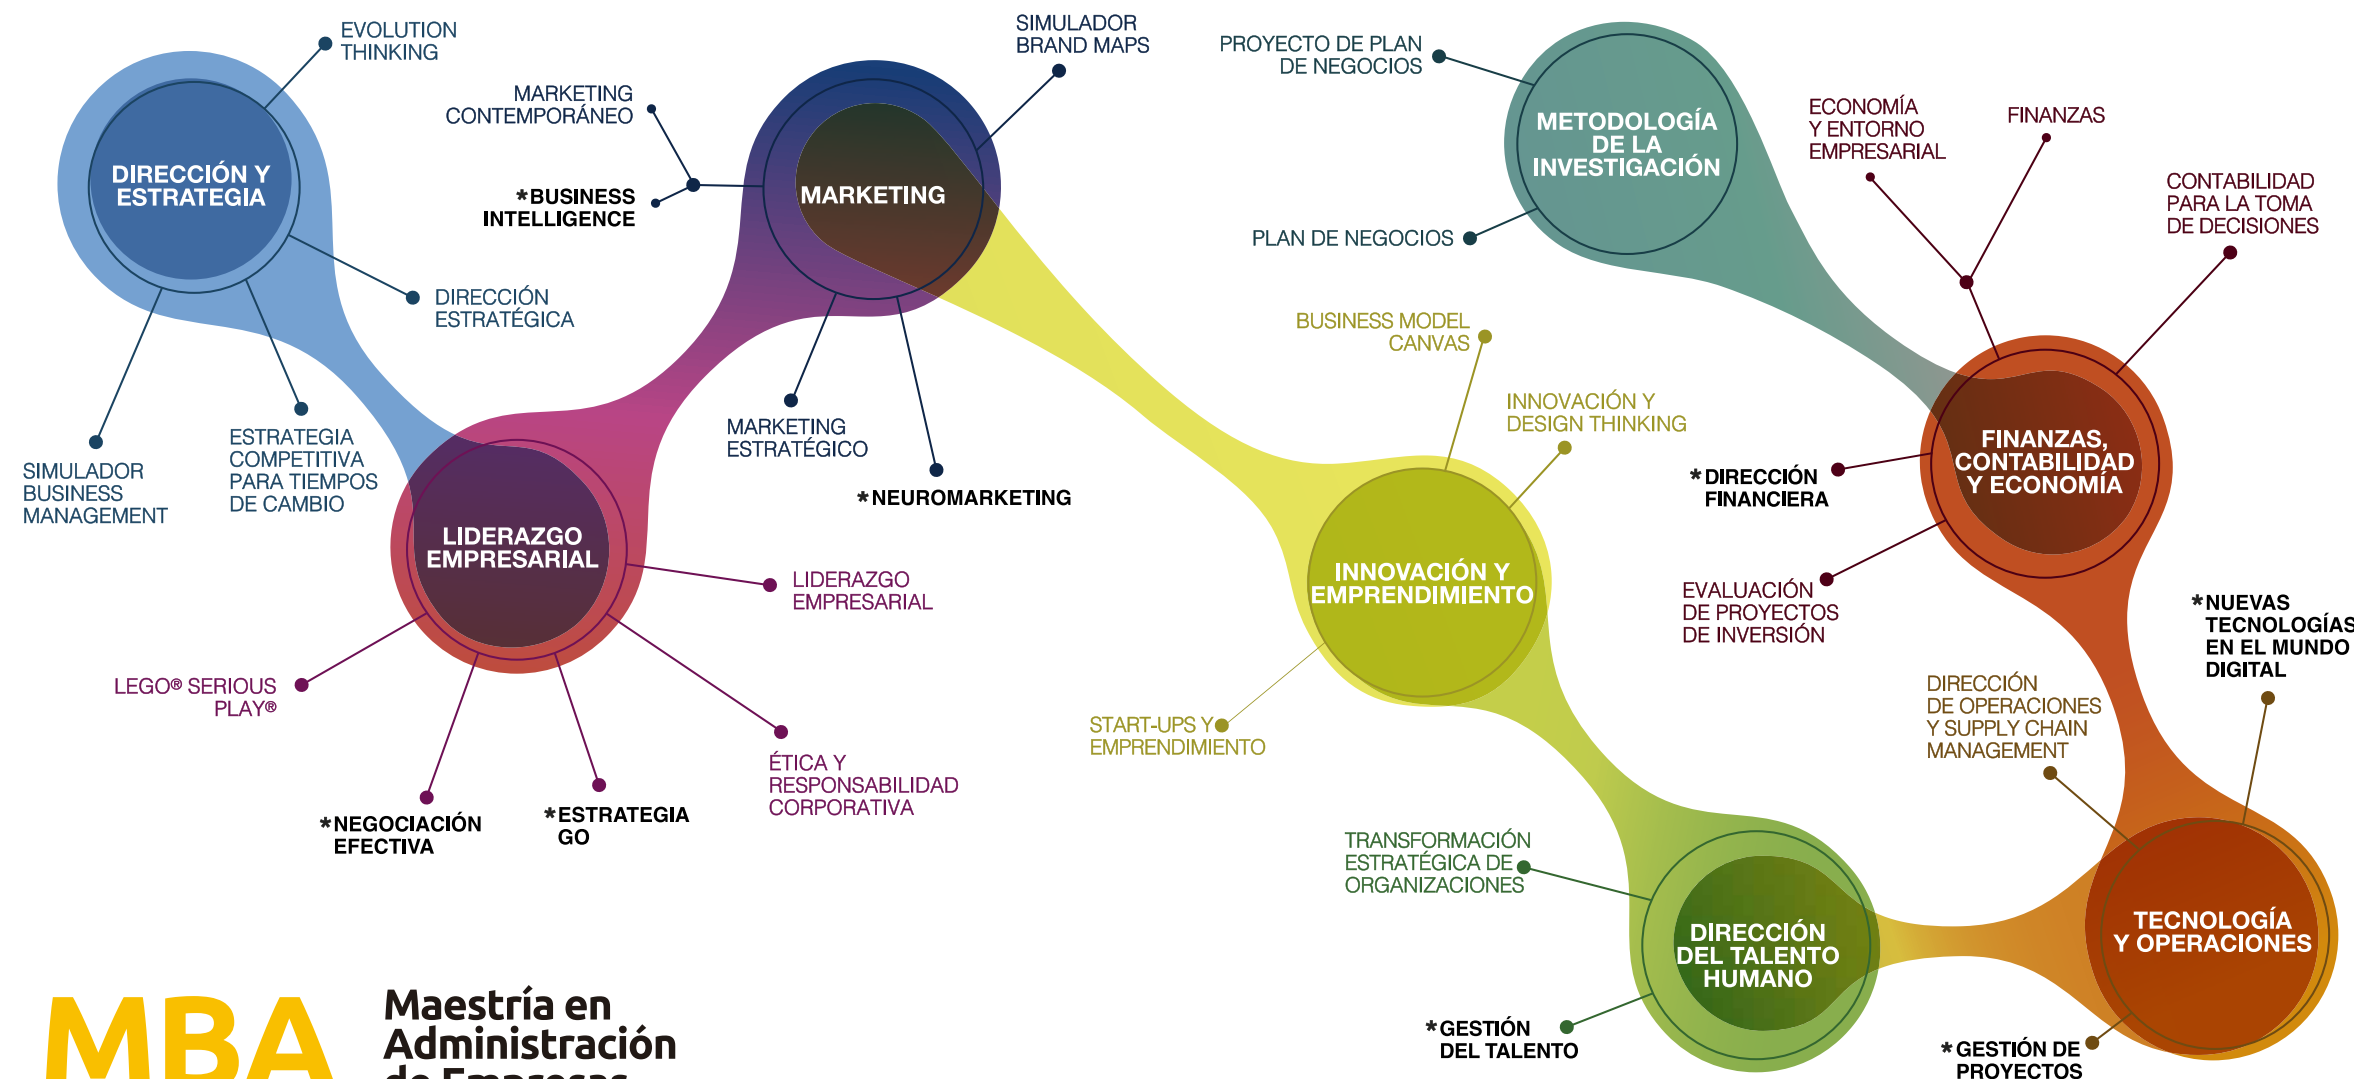 EVOLUTION
THINKING
DIRECCIÓN Y
ESTRATEGIA
DIRECCIÓN
ESTRATÉGICA
ESTRATEGIA
COMPETITIVA
PARA TIEMPOS
DE CAMBIO
SIMULADOR
BUSINESS
MANAGEMENT
LIDERAZGO
EMPRESARIAL
LIDERAZGO
EMPRESARIAL
LEGO® SERIOUS
PLAY®
*NEGOCIACIÓN
EFECTIVA
*ESTRATEGIA
GO
ÉTICA Y
RESPONSABILIDAD
CORPORATIVA
SIMULADOR
BRAND MAPS
MARKETING
CONTEMPORÁNEO
*BUSINESS
INTELLIGENCE
MARKETING
MARKETING
ESTRATÉGICO
*NEUROMARKETING
BUSINESS MODEL
CANVAS
INNOVACIÓN Y
DESIGN THINKING
INNOVACIÓN Y
EMPRENDIMIENTO
START-UPS Y
EMPRENDIMIENTO
TRANSFORMACIÓN
ESTRATÉGICA DE
ORGANIZACIONES
DIRECCIÓN
DEL TALENTO
HUMANO
*GESTIÓN
DEL TALENTO
PROYECTO DE PLAN
DE NEGOCIOS
METODOLOGÍA
DE LA
INVESTIGACIÓN
PLAN DE NEGOCIOS
ECONOMÍA
Y ENTORNO
EMPRESARIAL
FINANZAS
CONTABILIDAD
PARA LA TOMA
DE DECISIONES
FINANZAS,
CONTABILIDAD
Y ECONOMÍA
*DIRECCIÓN
FINANCIERA
EVALUACIÓN
DE PROYECTOS
DE INVERSIÓN
*NUEVAS
TECNOLOGÍAS
EN EL MUNDO
DIGITAL
DIRECCIÓN
DE OPERACIONES
Y SUPPLY CHAIN
MANAGEMENT
TECNOLOGÍA
Y OPERACIONES
*GESTIÓN DE
PROYECTOS
MBA
Maestría en
Administración
de Empresas